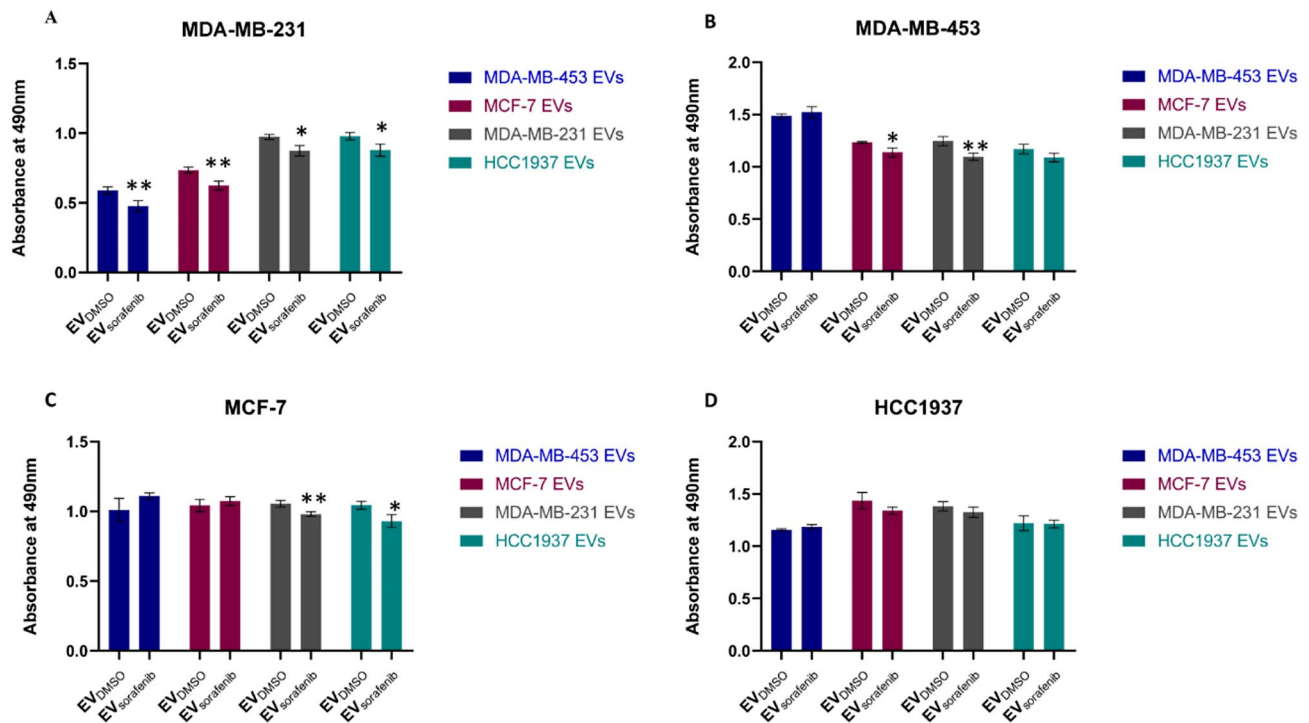 A
MDA-MB-231
Absorbance at 490nm
1.5
1.0
0.5
0.0
**
**
*
*
EVDMSO
EVsorafenib
EVDMSO
EVsorafenib
EVDMSO
EVsorafenib
EVDMSO
EVsorafenib
MDA-MB-453 EVs
MCF-7 EVs
MDA-MB-231 EVs
HCC1937 EVs
B
MDA-MB-453
Absorbance at 490nm
2.0
1.5
1.0
0.5
0.0
*
**
EVDMSO
EVsorafenib
EVDMSO
EVsorafenib
EVDMSO
EVsorafenib
EVDMSO
EVsorafenib
MDA-MB-453 EVs
MCF-7 EVs
MDA-MB-231 EVs
HCC1937 EVs
C
MCF-7
Absorbance at 490nm
1.5
1.0
0.5
0.0
**
*
EVDMSO
EVsorafenib
EVDMSO
EVsorafenib
EVDMSO
EVsorafenib
EVDMSO
EVsorafenib
MDA-MB-453 EVs
MCF-7 EVs
MDA-MB-231 EVs
HCC1937 EVs
D
HCC1937
Absorbance at 490nm
2.0
1.5
1.0
0.5
0.0
EVDMSO
EVsorafenib
EVDMSO
EVsorafenib
EVDMSO
EVsorafenib
EVDMSO
EVsorafenib
MDA-MB-453 EVs
MCF-7 EVs
MDA-MB-231 EVs
HCC1937 EVs